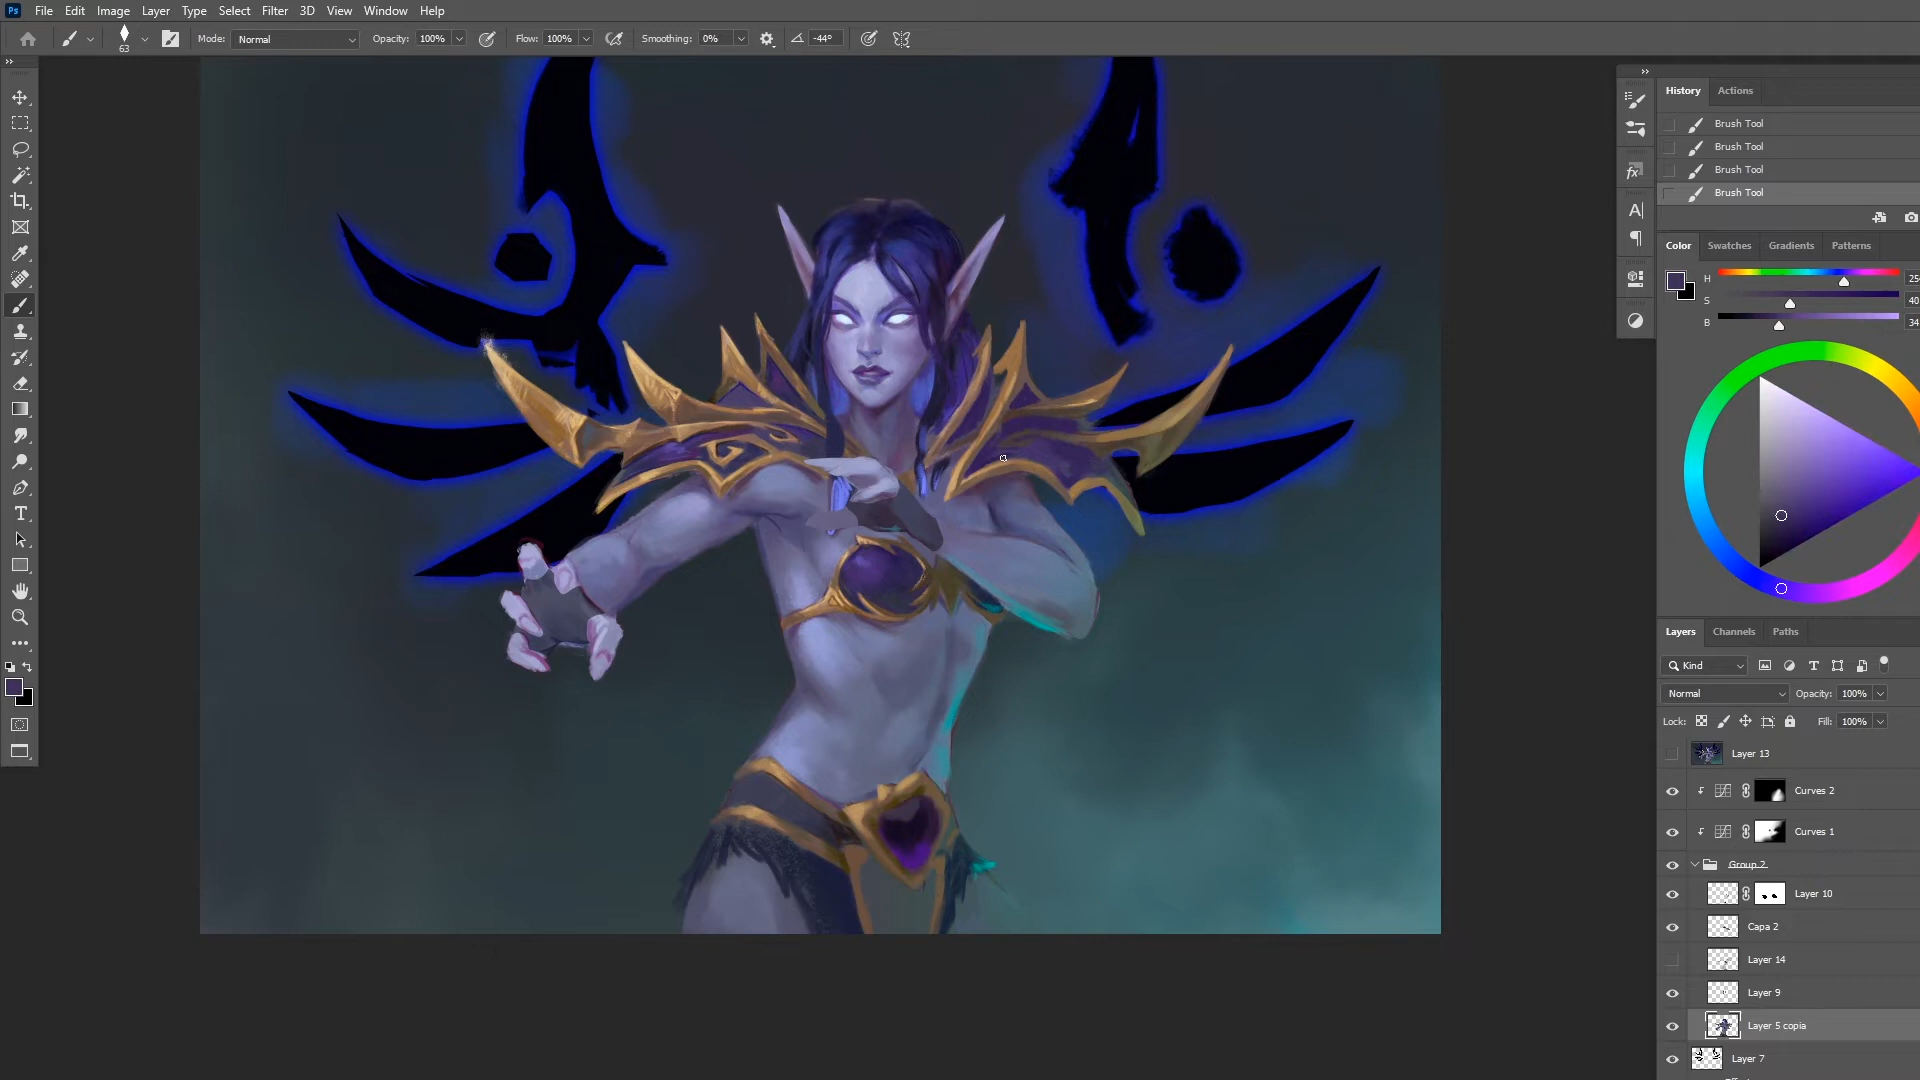 Ps File Edit Image Layer Type Select Filter 3D View Window Help
63 Mode: Normal Opacity: 100% Flow: 100% Smoothing: 0% -44°
History Actions
Brush Tool
Brush Tool
Brush Tool
Brush Tool
Color Swatches Gradients Patterns
H
S 40
B 34
Layers Channels Paths
Kind
Normal Opacity: 100%
Lock: Fill: 100%
Layer 13
Curves 2
Curves 1
Group 2
Layer 10
Capa 2
Layer 14
Layer 9
Layer 5 copia
Layer 7